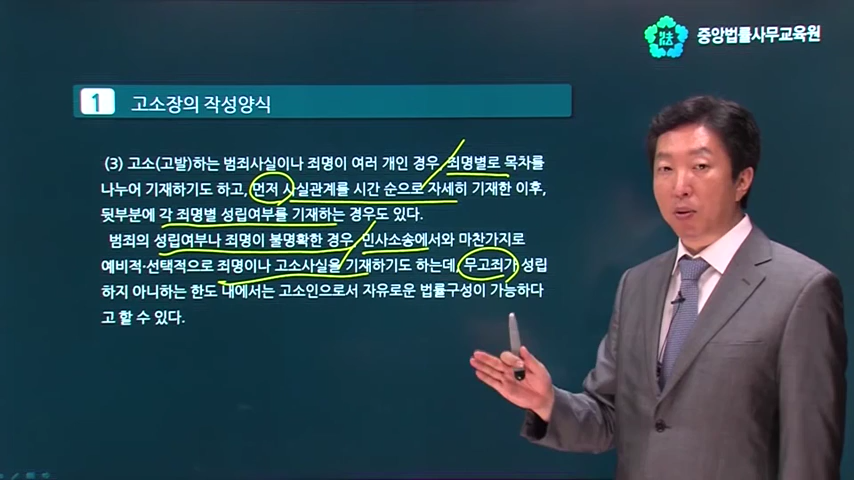 法
중앙법률사무교육원
1 고소장의 작성양식
(3) 고소(고발)하는 범죄사실이나 죄명이 여러 개인 경우, 죄명별로 목차를
나누어 기재하기도 하고, 먼저 사실관계를 시간 순으로 자세히 기재한 이후,
뒷부분에 각 죄명별 성립여부를 기재하는 경우도 있다.
범죄의 성립여부나 죄명이 불명확한 경우, 민사소송에서와 마찬가지로
예비적·선택적으로 죄명이나 고소사실을 기재하기도 하는데, 무고죄가 성립
하지 아니하는 한도 내에서는 고소인으로서 자유로운 법률구성이 가능하다
고 할 수 있다.